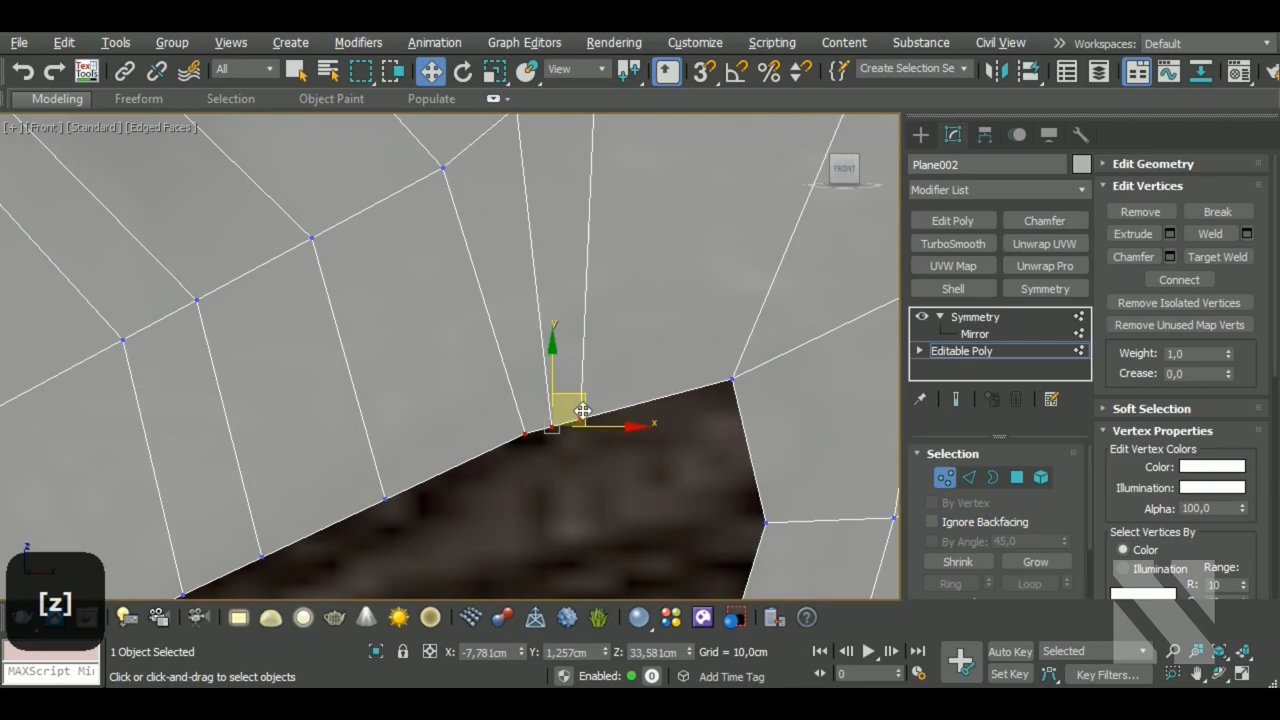 File Edit Tools Group Views Create Modifiers Animation Graph Editors Rendering Customize Scripting Content Substance Civil View Workspaces: Default
Tex Tools All View Create Selection Se
Modeling Freeform Selection Object Paint Populate
[+] [Front] [Standard] [Edged Faces]
FRONT
y
x
z
[z]
Plane002
Modifier List
Edit Poly Chamfer
TurboSmooth Unwrap UVW
UVW Map Unwrap Pro
Shell Symmetry
Symmetry
Mirror
Editable Poly
Selection
By Vertex
Ignore Backfacing
By Angle: 45,0
Shrink Grow
Ring Loop
Edit Geometry
Edit Vertices
Remove Break
Extrude Weld
Chamfer Target Weld
Connect
Remove Isolated Vertices
Remove Unused Map Verts
Weight: 1,0
Crease: 0,0
Soft Selection
Vertex Properties
Edit Vertex Colors
Color:
Illumination:
Alpha: 100,0
Select Vertices By
Color
Illumination Range:
R: 10
1 Object Selected X: -7,781cm Y: 1,257cm Z: 33,581cm Grid = 10,0cm Auto Key Selected
MAXScript Mi Click or click-and-drag to select objects Enabled: 0 Add Time Tag 0 Set Key Key Filters...